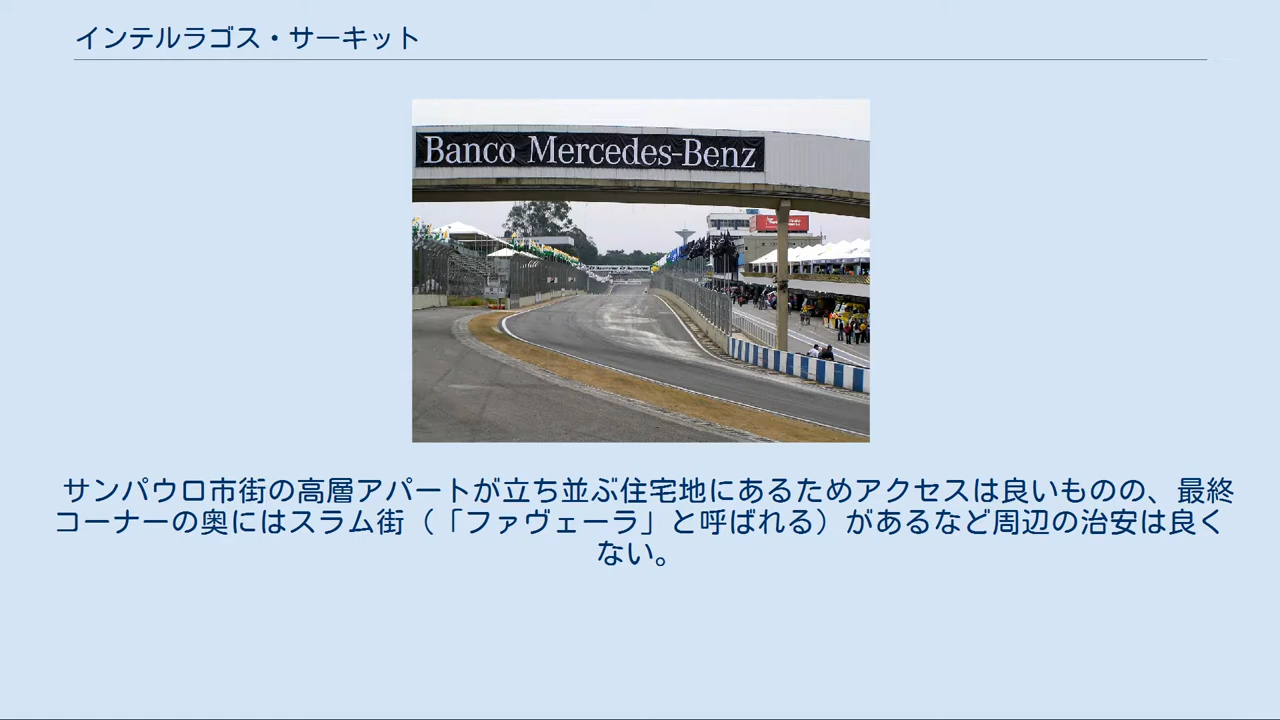 インテルラゴス・サーキット
Banco Mercedes-Benz
サンパウロ市街の高層アパートが立ち並ぶ住宅地にあるためアクセスは良いものの、最終
コーナーの奥にはスラム街（「ファヴェーラ」と呼ばれる）があるなど周辺の治安は良く
ない。